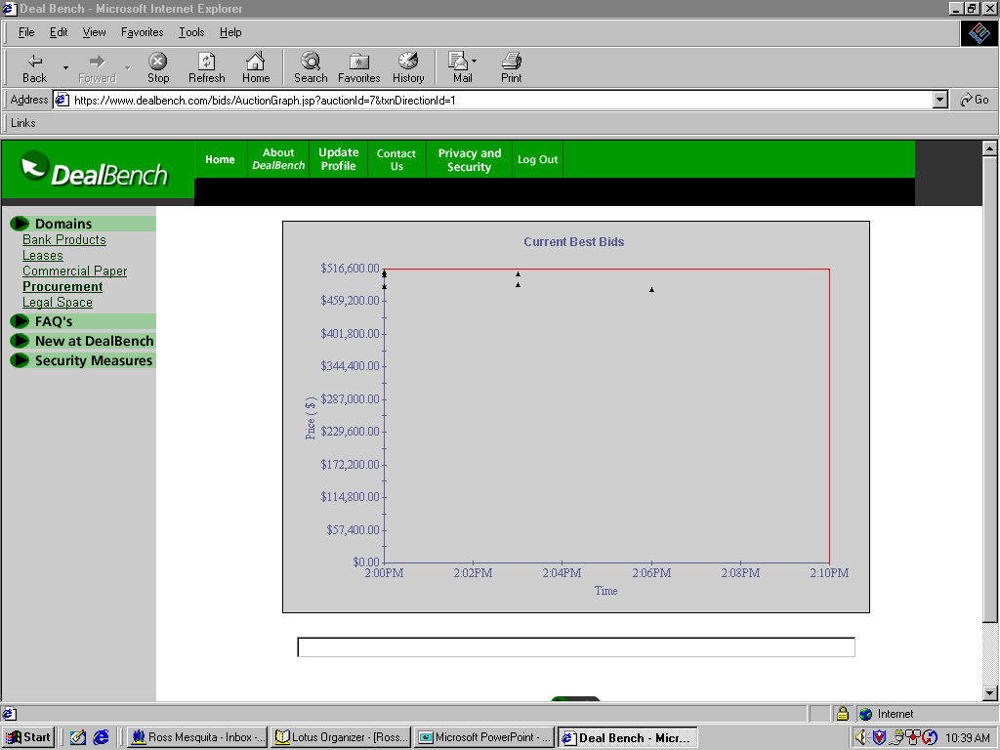 Deal Bench - Microsoft Internet Explorer
File Edit View Favorites Tools Help
Back Forward Stop Refresh Home Search Favorites History Mail Print
Address https://www.dealbench.com/bids/AuctionGraph.jsp?auctionId=7&txnDirectionId=1 Go
Links
DealBench
Home
About DealBench
Update Profile
Contact Us
Privacy and Security
Log Out
Domains
Bank Products
Leases
Commercial Paper
Procurement
Legal Space
FAQ's
New at DealBench
Security Measures
Current Best Bids
$516,600.00
$459,200.00
$401,800.00
$344,400.00
$287,000.00
$229,600.00
$172,200.00
$114,800.00
$57,400.00
$0.00
Price ( $ )
2:00PM 2:02PM 2:04PM 2:06PM 2:08PM 2:10PM
Time
Internet
Start Ross Mesquita - Inbox -... Lotus Organizer - [Ross... Microsoft PowerPoint - ... Deal Bench - Micr... 10:39 AM